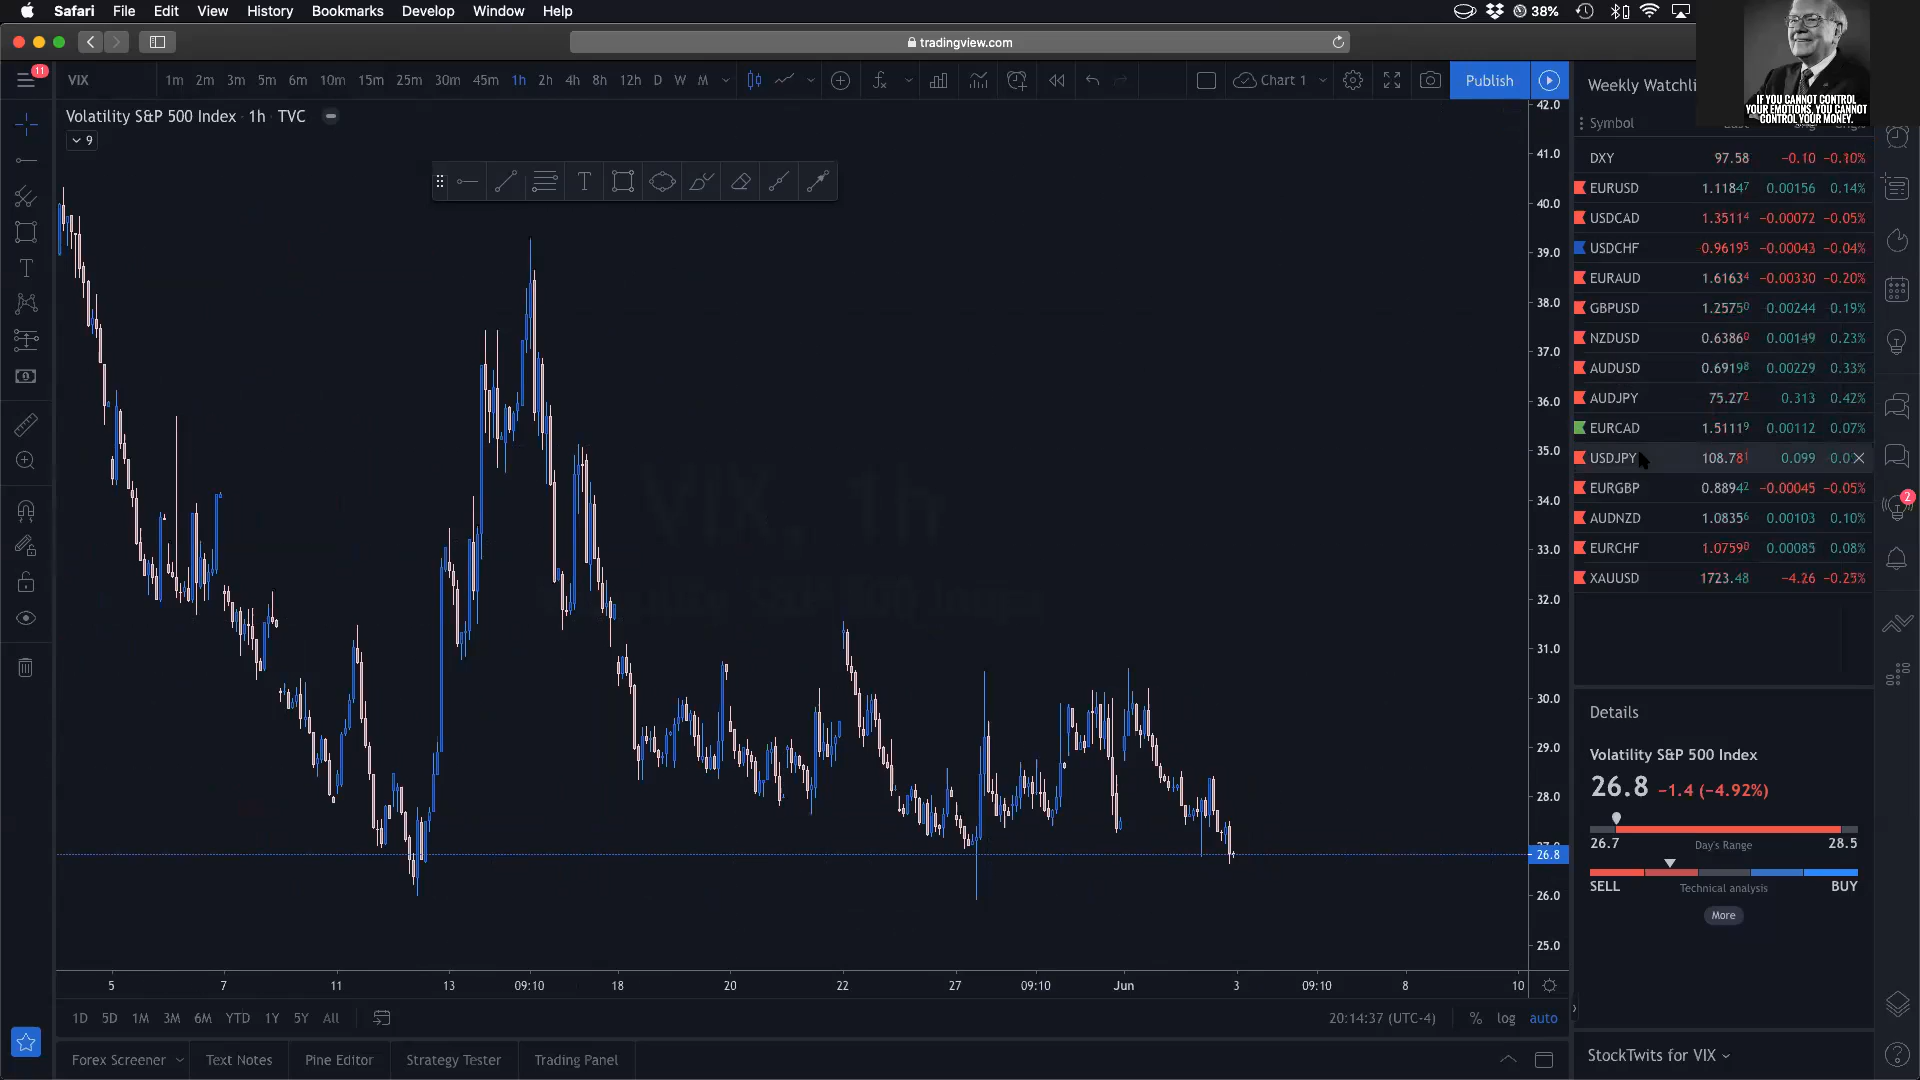 Safari File Edit View History Bookmarks Develop Window Help 38%
tradingview.com
IF YOU CANNOT CONTROL
YOUR EMOTIONS, YOU CANNOT
CONTROL YOUR MONEY.
11
VIX 1m 2m 3m 5m 6m 10m 15m 25m 30m 45m 1h 2h 4h 8h 12h D W M Chart 1 Publish
Volatility S&P 500 Index · 1h · TVC
9
VIX, 1h
42.0
41.0
40.0
39.0
38.0
37.0
36.0
35.0
34.0
33.0
32.0
31.0
30.0
29.0
28.0
26.8
26.0
25.0
5 7 11 13 09:10 18 20 22 27 09:10 Jun 3 09:10 8 10
1D 5D 1M 3M 6M YTD 1Y 5Y All 20:14:37 (UTC-4) % log auto
Forex Screener Text Notes Pine Editor Strategy Tester Trading Panel
Weekly Watchli
Symbol
DXY 97.58 −0.10 −0.10%
EURUSD 1.11847 0.00156 0.14%
USDCAD 1.35114 −0.00072 −0.05%
USDCHF 0.96195 −0.00043 −0.04%
EURAUD 1.61634 −0.00330 −0.20%
GBPUSD 1.25750 0.00244 0.19%
NZDUSD 0.63860 0.00149 0.23%
AUDUSD 0.69198 0.00229 0.33%
AUDJPY 75.272 0.313 0.42%
EURCAD 1.51119 0.00112 0.07%
USDJPY 108.781 0.099 0.0
EURGBP 0.88942 −0.00045 −0.05%
AUDNZD 1.08356 0.00103 0.10%
EURCHF 1.07590 0.00085 0.08%
XAUUSD 1723.48 −4.26 −0.25%
2
Details
Volatility S&P 500 Index
26.8 −1.4 (−4.92%)
26.7 Day's Range 28.5
SELL Technical analysis BUY
More
StockTwits for VIX